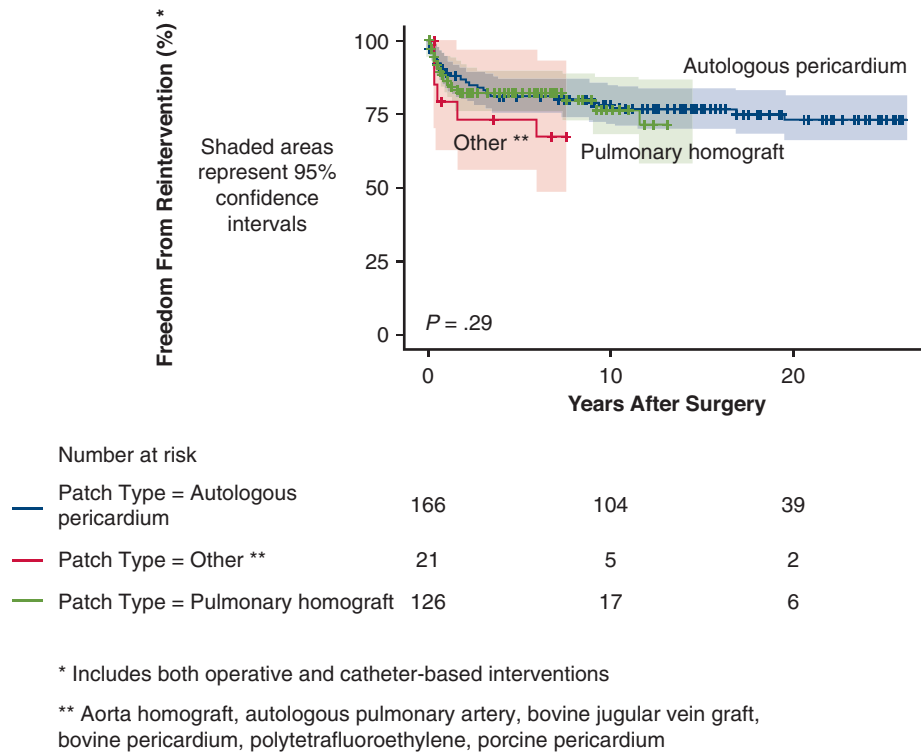 Freedom From Reintervention (%) *
100
75
50
25
0
Shaded areas
represent 95%
confidence
intervals
Autologous pericardium
Other **
Pulmonary homograft
P = .29
0 10 20
Years After Surgery
Number at risk
Patch Type = Autologous
pericardium
166 104 39
Patch Type = Other ** 21 5 2
Patch Type = Pulmonary homograft 126 17 6
* Includes both operative and catheter-based interventions
** Aorta homograft, autologous pulmonary artery, bovine jugular vein graft,
bovine pericardium, polytetrafluoroethylene, porcine pericardium